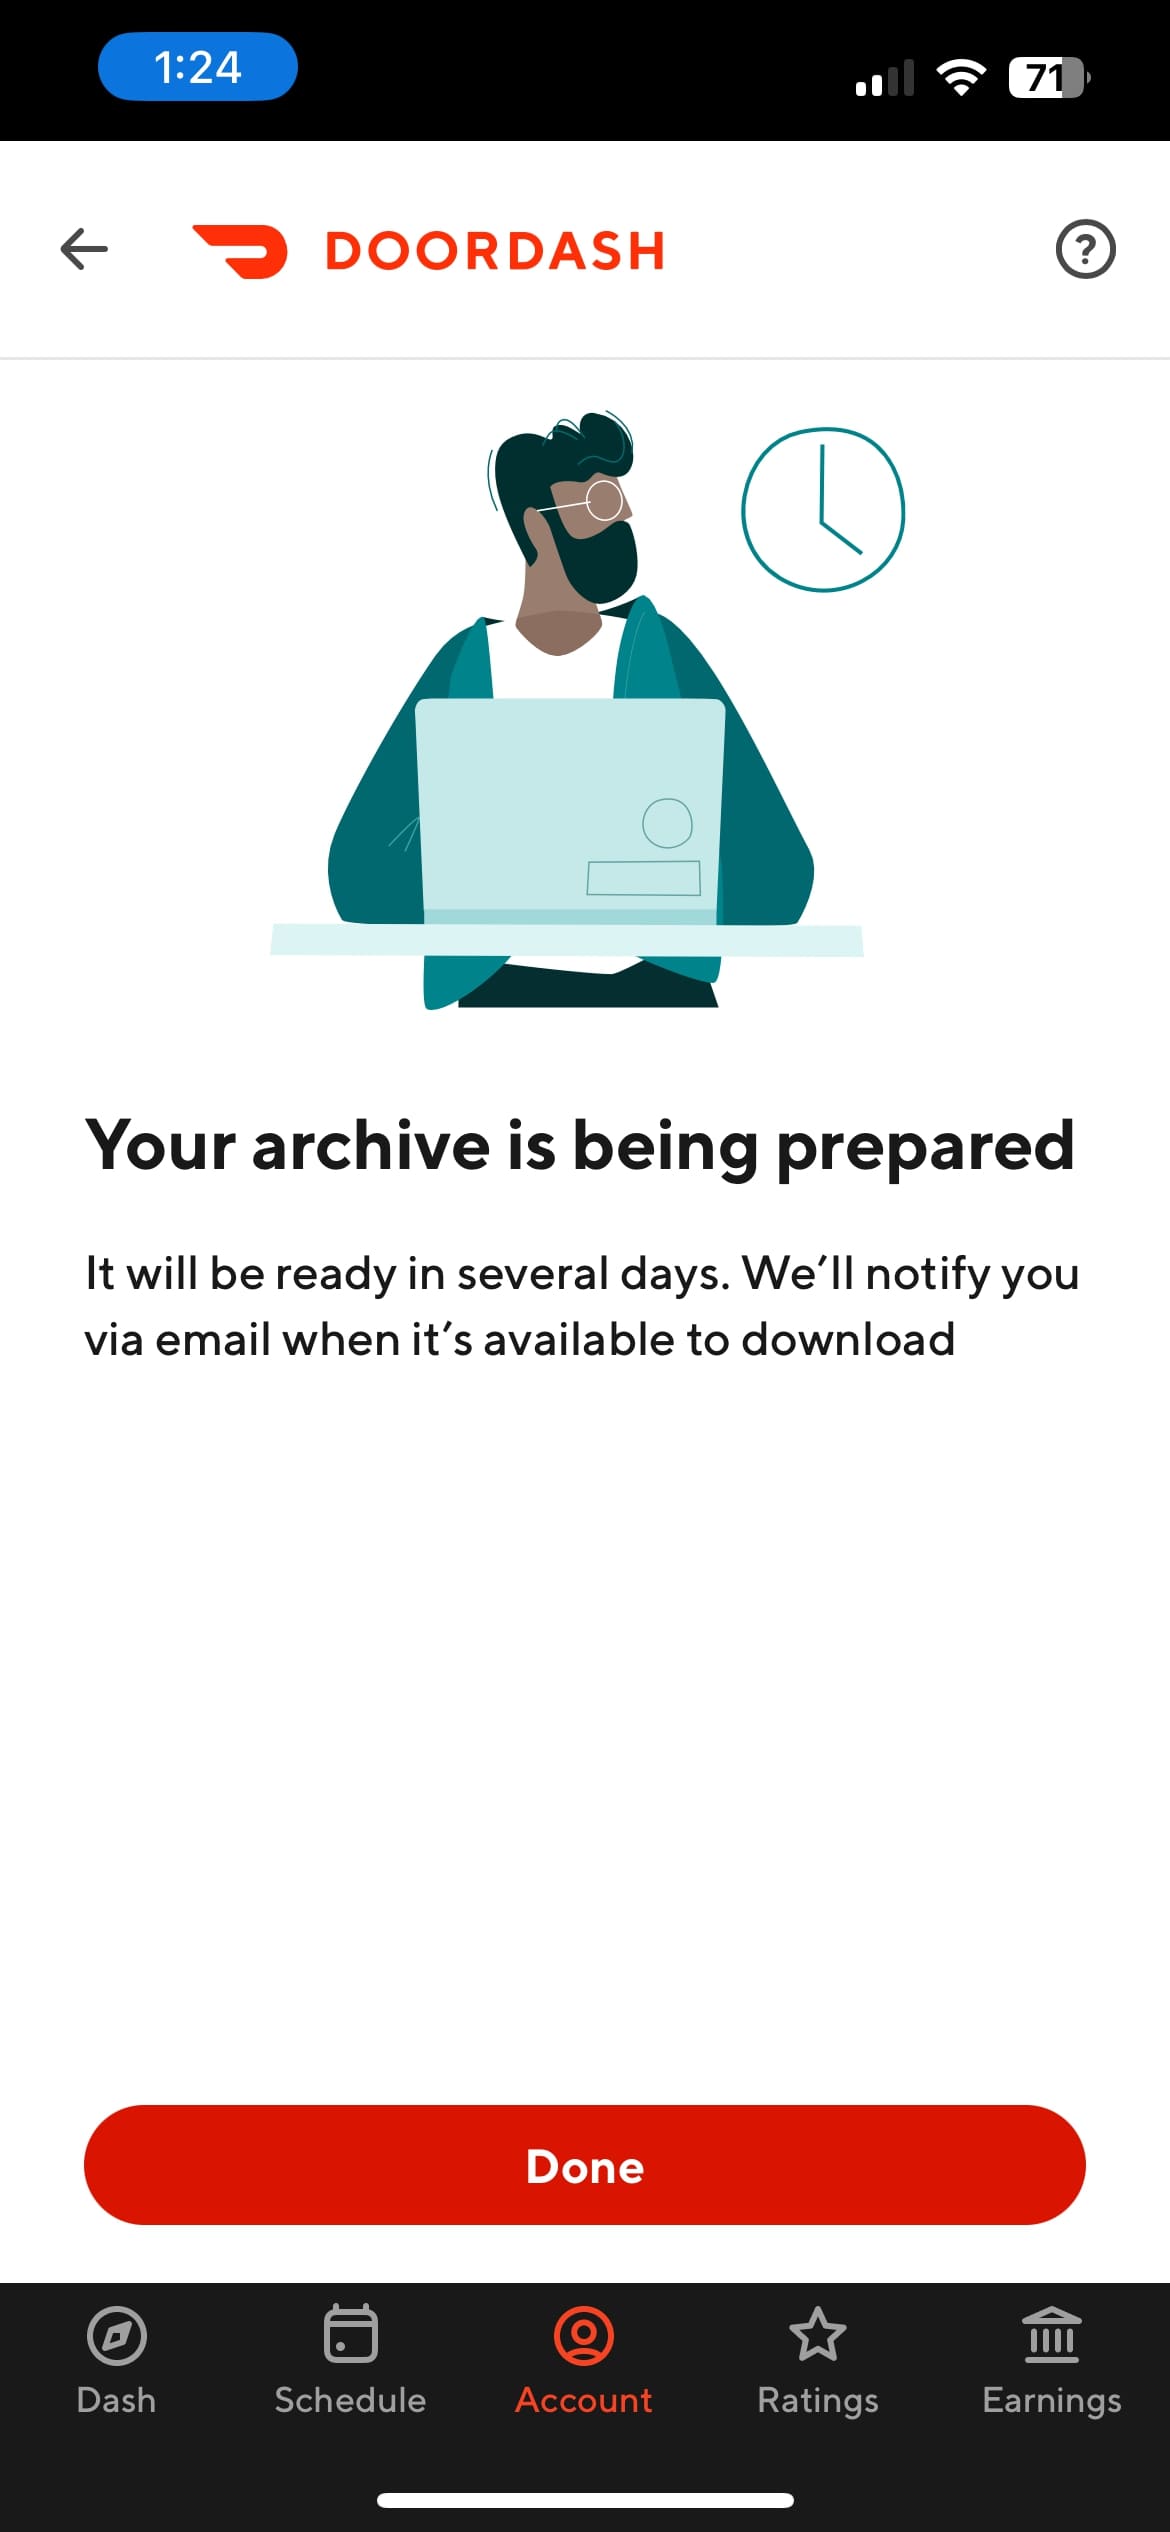 1:24
71
DOORDASH
?
Your archive is being prepared
It will be ready in several days. We’ll notify you
via email when it’s available to download
Done
Dash Schedule Account Ratings Earnings